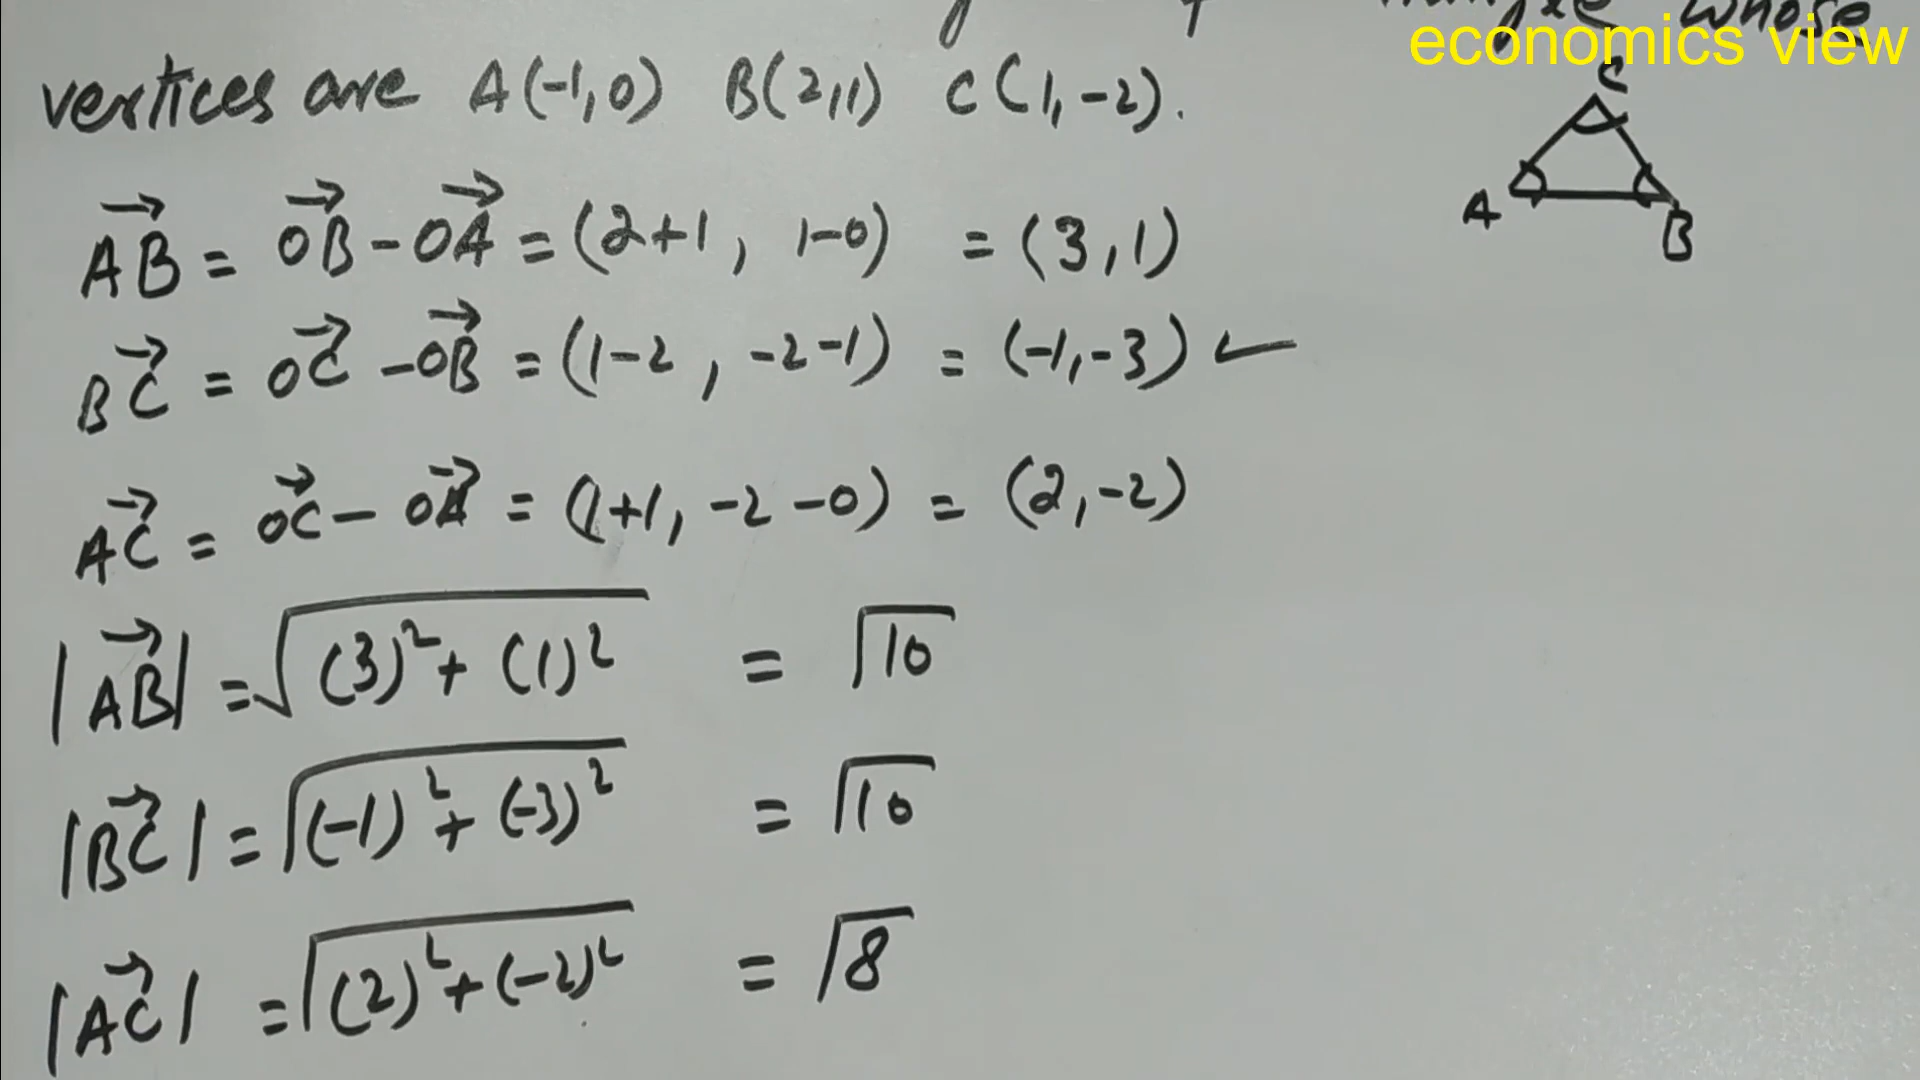 whose
economics view
vertices are A(-1,0) B(2,1) C(1,-2).
C
A
B
→AB = →OB - →OA = (2+1, 1-0) = (3,1)
→BC = →OC - →OB = (1-2, -2-1) = (-1,-3)
→AC = →OC - →OA = (1+1, -2-0) = (2,-2)
|→AB| = √(3)²+(1)² = √10
|→BC| = √(-1)²+(-3)² = √10
|→AC| = √(2)²+(-2)² = √8